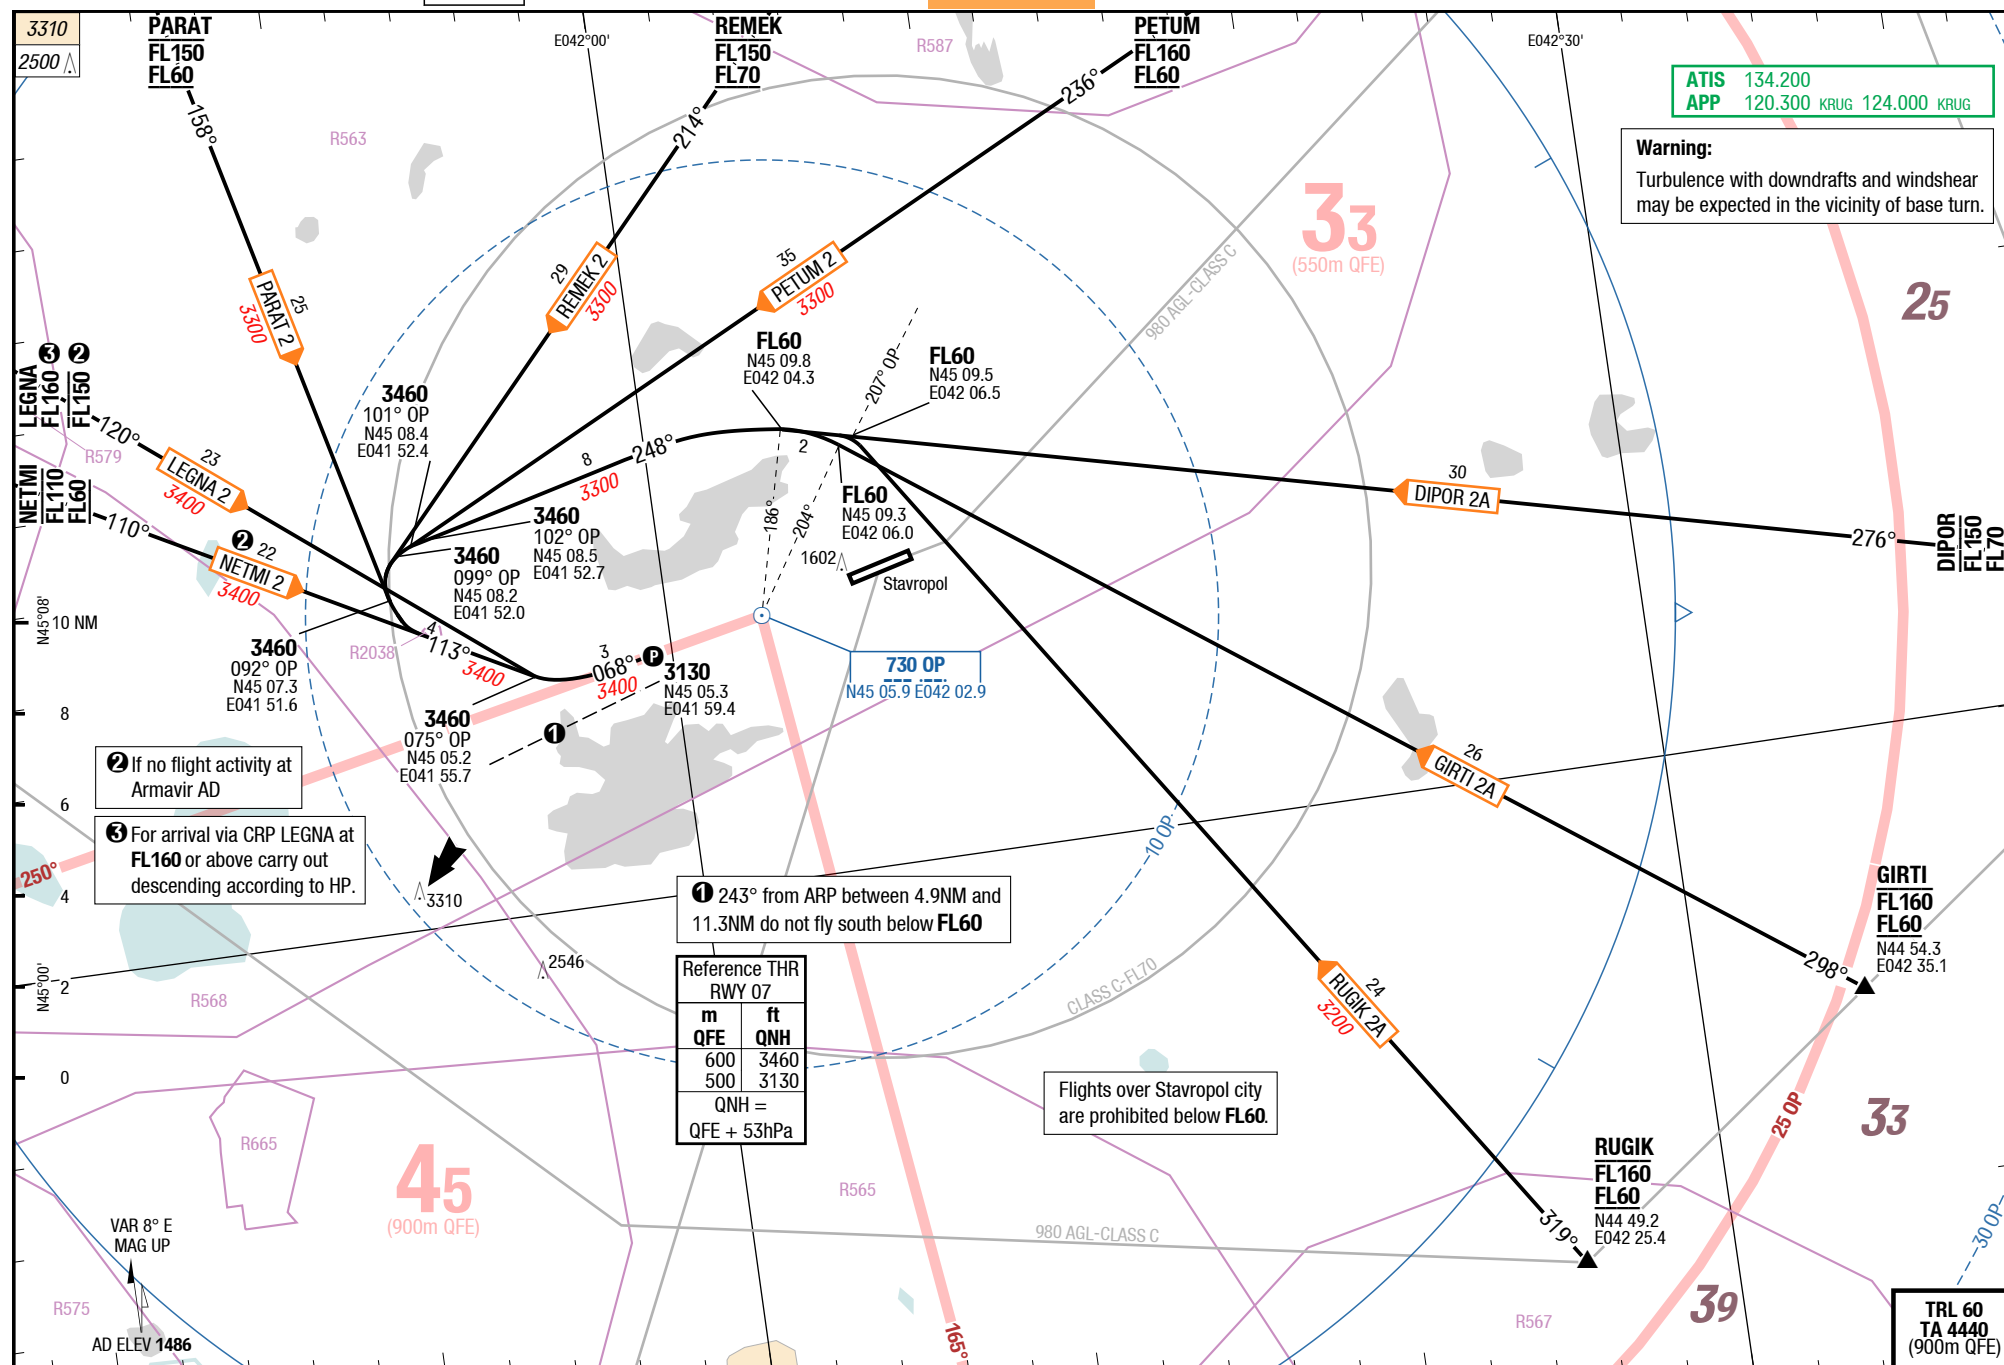 3310
2500
PARAT
FL150
FL60
E042°00'
REMEK
FL150
FL70
R587
PETUM
FL160
FL60
E042°30'
ATIS 134.200
APP 120.300 KRUG 124.000 KRUG
Warning:
Turbulence with downdrafts and windshear
may be expected in the vicinity of base turn.
158°
R563
214°
236°
33
(550m QFE)
25
25
PARAT 2
3300
29
REMEK 2
3300
35
PETUM 2
3300
980 AGL-CLASS C
LEGNA
FL160 3
FL150 2
NETMI
FL110
FL60
120°
R579
23
LEGNA 2
3400
110°
2 22
NETMI 2
3400
3460
101° OP
N45 08.4
E041 52.4
FL60
N45 09.8
E042 04.3
207° OP
FL60
N45 09.5
E042 06.5
8
248°
3300
2
186°
204°
FL60
N45 09.3
E042 06.0
30
DIPOR 2A
276°
DIPOR
FL150
FL70
3460
102° OP
N45 08.5
E041 52.7
3460
099° OP
N45 08.2
E041 52.0
1602
Stavropol
N45°08'
10 NM
R2038
4
113°
3400
3460
092° OP
N45 07.3
E041 51.6
3
068°
3400
P
3130
N45 05.3
E041 59.4
730 OP
N45 05.9 E042 02.9
3460
075° OP
N45 05.2
E041 55.7
1
8
2 If no flight activity at
Armavir AD
6
3 For arrival via CRP LEGNA at
FL160 or above carry out
descending according to HP.
250°
4
3310
26
GIRTI 2A
10 OP
1 243° from ARP between 4.9NM and
11.3NM do not fly south below FL60
GIRTI
FL160
FL60
N44 54.3
E042 35.1
298°
2546
N45°00'
2
R568
Reference THR
RWY 07
m ft
QFE QNH
600 3460
500 3130
QNH =
QFE + 53hPa
CLASS C-FL70
24
RUGIK 2A
3200
0
Flights over Stavropol city
are prohibited below FL60.
25 OP
33
R665
45
(900m QFE)
R565
RUGIK
FL160
FL60
N44 49.2
E042 25.4
319°
980 AGL-CLASS C
30 OP
VAR 8° E
MAG UP
R575
AD ELEV 1486
165°
39
R567
TRL 60
TA 4440
(900m QFE)